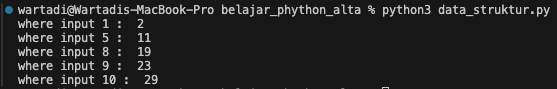 wartadi@Wartadis-MacBook-Pro belajar_phython_alta % python3 data_struktur.py
where input 1 :  2
where input 5 :  11
where input 8 :  19
where input 9 :  23
where input 10 :  29